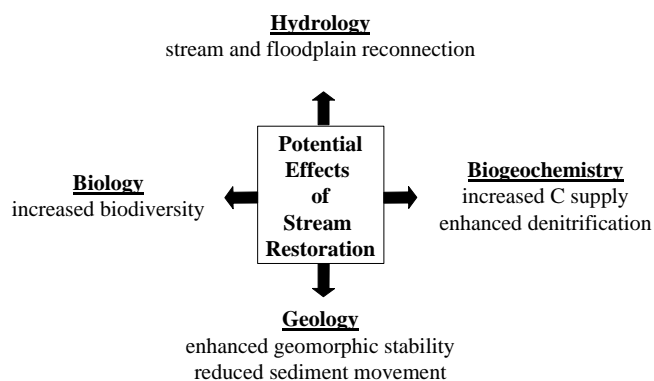 Hydrology
stream and floodplain reconnection
Potential
Effects
of
Stream
Restoration
Biology
increased biodiversity
Biogeochemistry
increased C supply
enhanced denitrification
Geology
enhanced geomorphic stability
reduced sediment movement